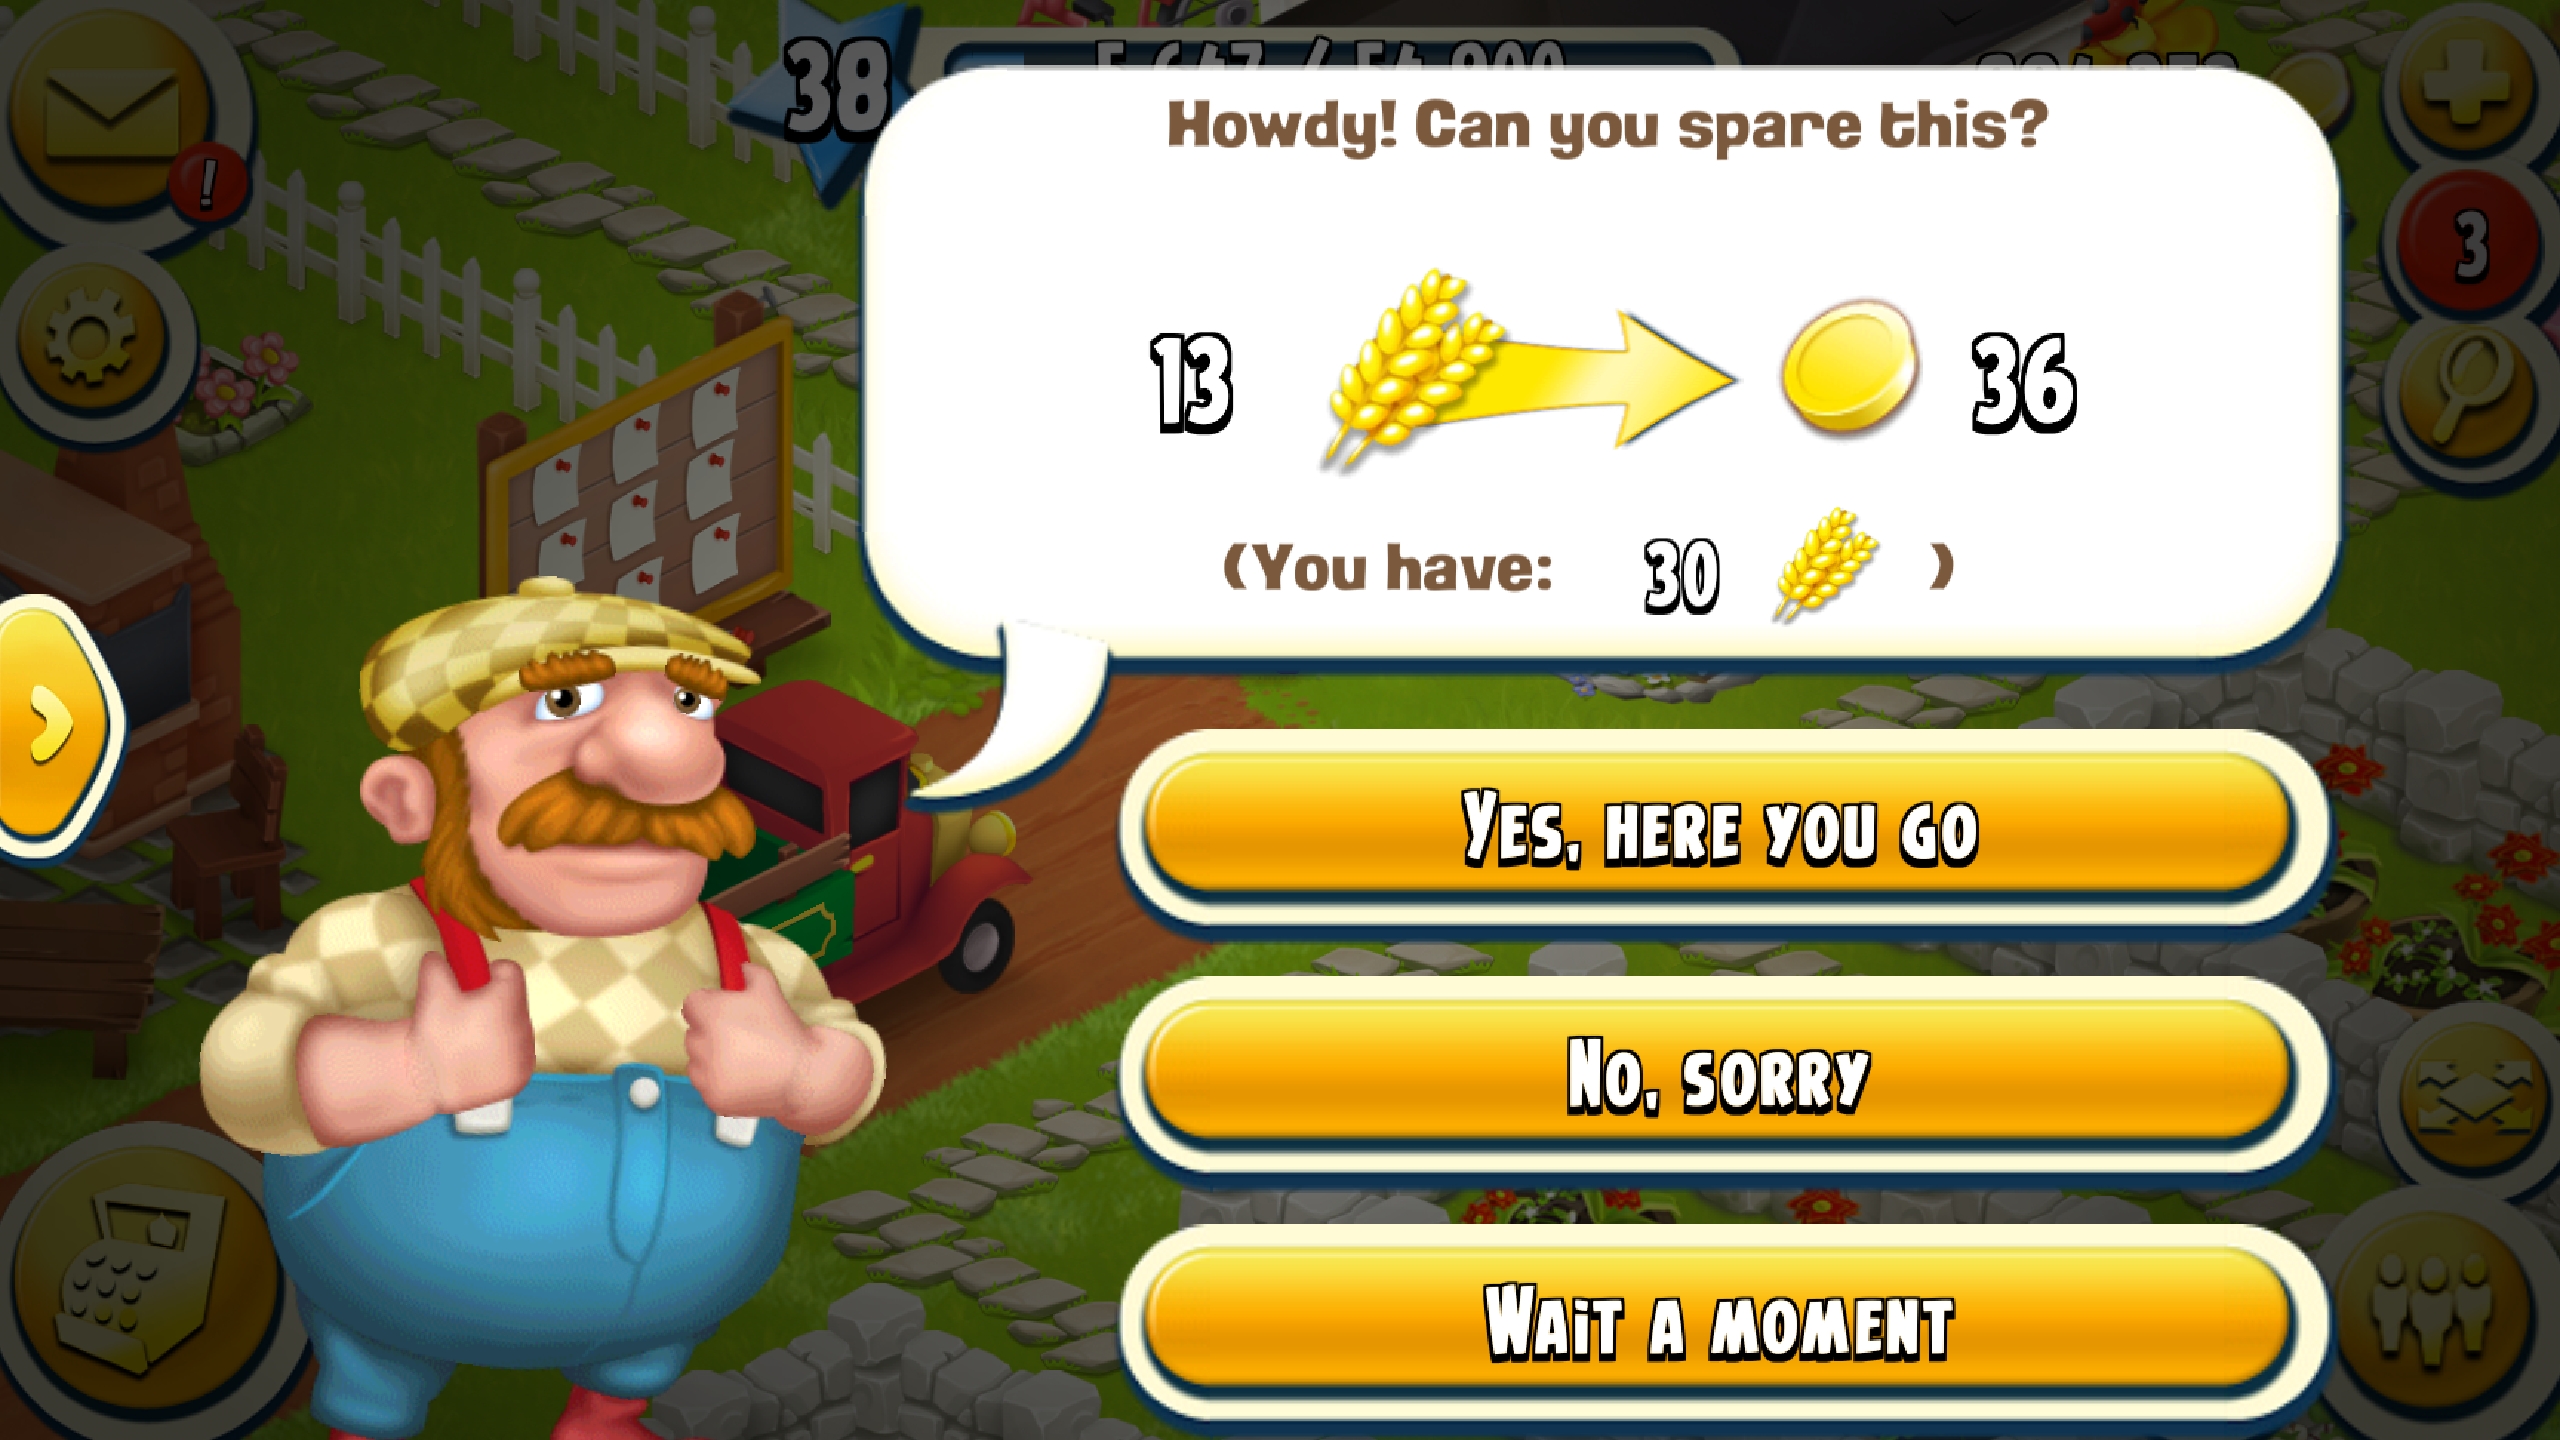 38
Howdy! Can you spare this?
13
36
(You have: 30 )
!
3
Yes, here you go
No, sorry
Wait a moment